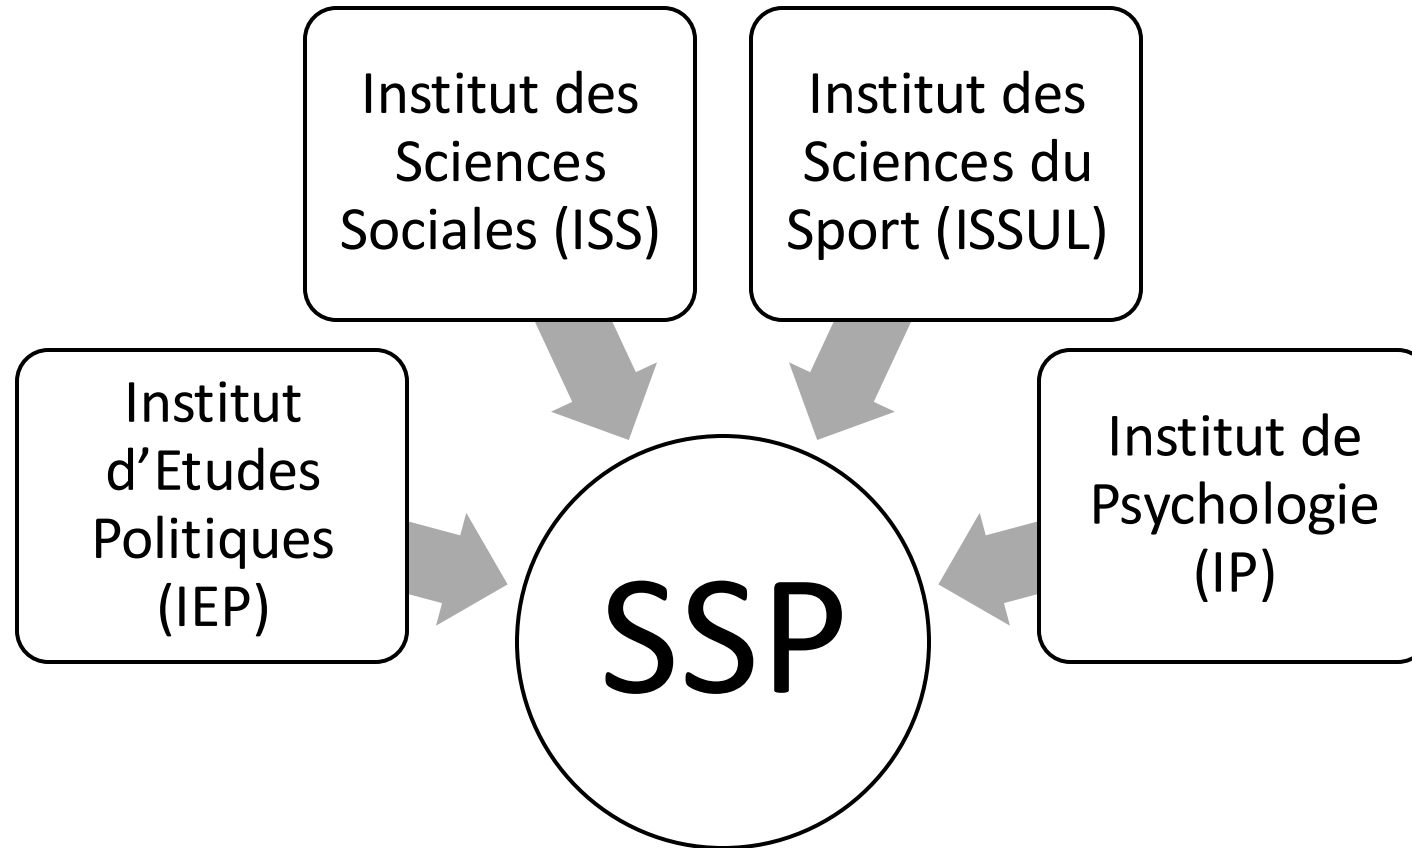 Institut des
Sciences
Sociales (ISS)
Institut des
Sciences du
Sport (ISSUL)
Institut
d’Etudes
Politiques
(IEP)
Institut de
Psychologie
(IP)
SSP